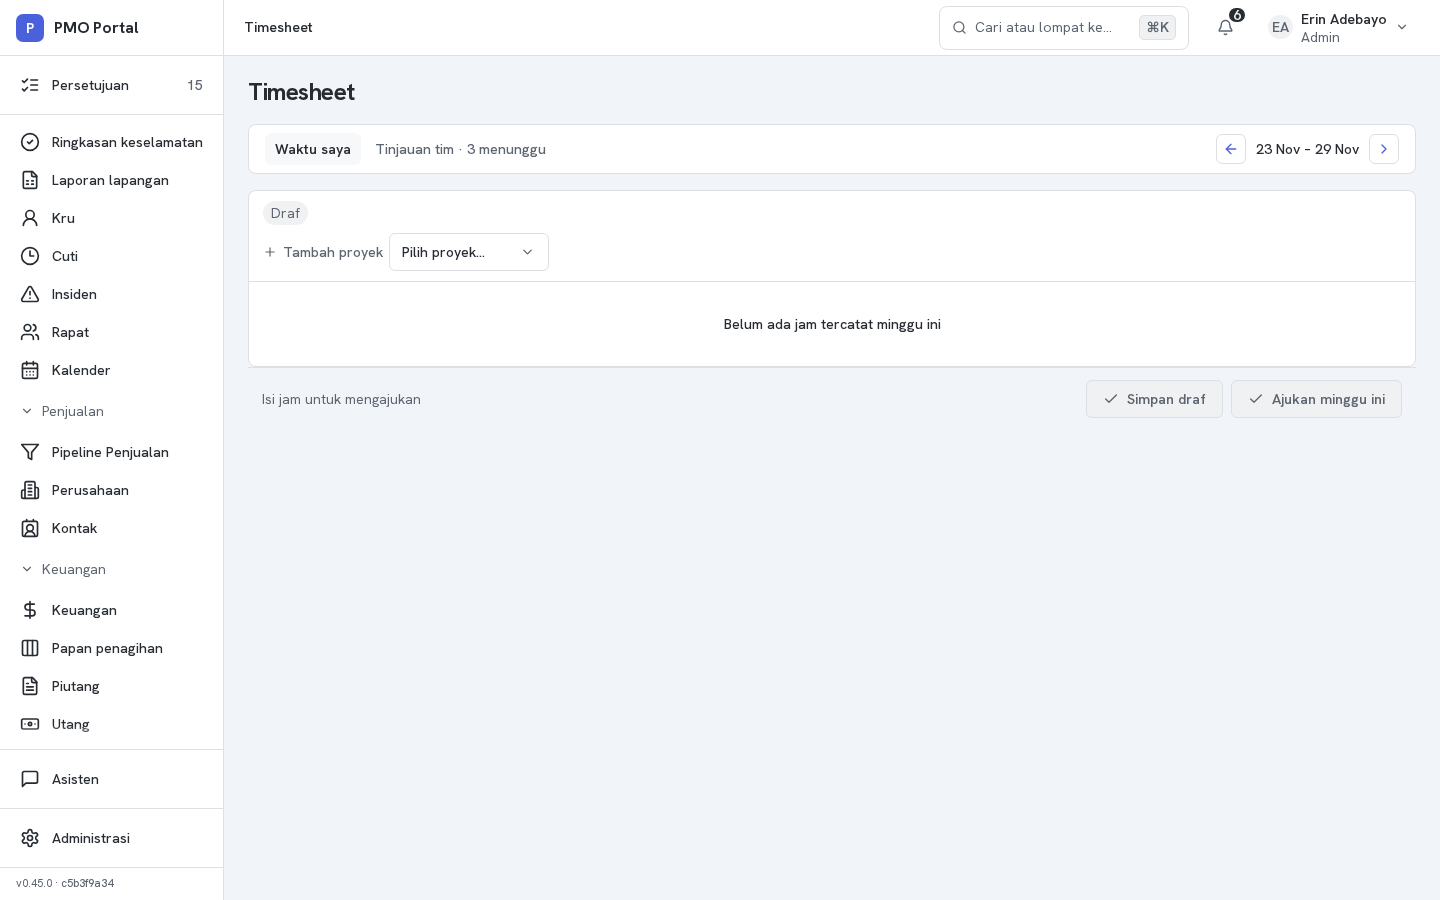 P PMO Portal
Timesheet
Cari atau lompat ke... ⌘K
6
EA
Erin Adebayo
Admin
Persetujuan 15
Ringkasan keselamatan
Laporan lapangan
Kru
Cuti
Insiden
Rapat
Kalender
Penjualan
Pipeline Penjualan
Perusahaan
Kontak
Keuangan
Keuangan
Papan penagihan
Piutang
Utang
Asisten
Administrasi
v0.45.0 · c5b3f9a34
Timesheet
Waktu saya Tinjauan tim · 3 menunggu 23 Nov – 29 Nov
Draf
Tambah proyek Pilih proyek...
Belum ada jam tercatat minggu ini
Isi jam untuk mengajukan Simpan draf Ajukan minggu ini